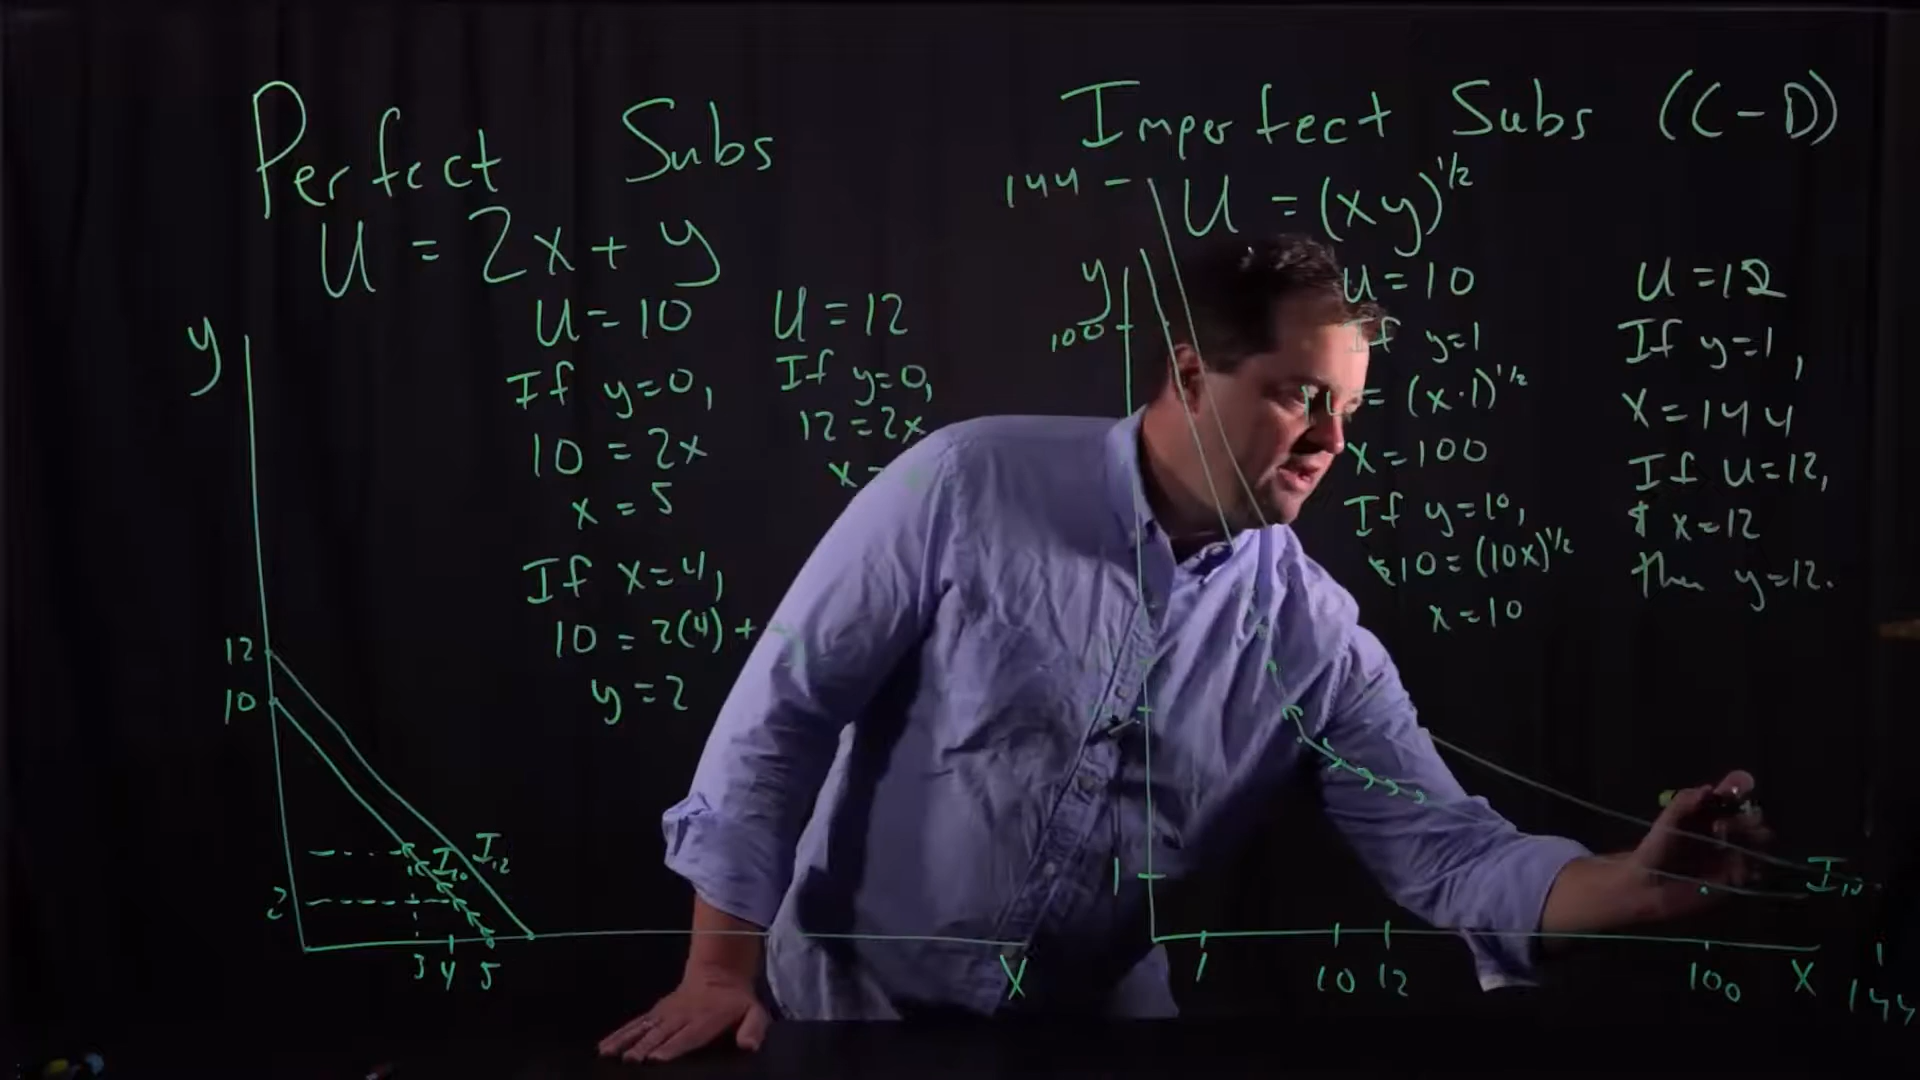 Perfect Subs
U = 2x + y
U = 10
If y=0,
10 = 2x
x = 5
If x=4,
10 = 2(4) +
y = 2
U = 12
If y=0,
12 = 2x
x =
y
12
10
2
I10
I12
3 4 5
X
Imperfect Subs (C-D)
U = (xy)^1/2
144
y
100
1
U = 10
If y=1
= (x·1)^1/2
x = 100
If y=10,
10 = (10x)^1/2
x = 10
U = 12
If y=1,
x = 144
If U=12,
& x=12
then y=12.
1 10 12 100 X 144